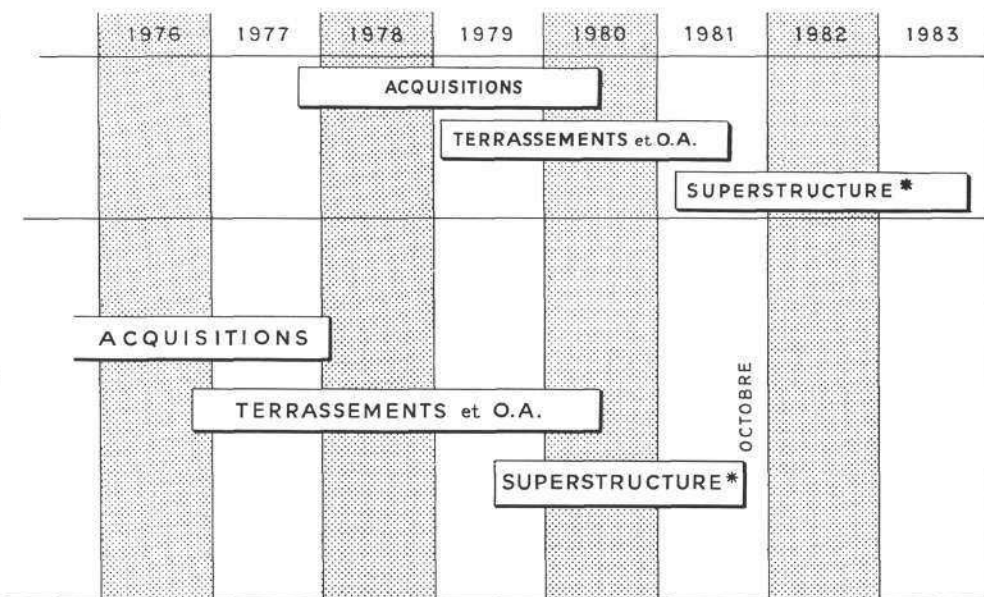 1976 1977 1978 1979 1980 1981 1982 1983
ACQUISITIONS
TERRASSEMENTS et O.A.
SUPERSTRUCTURE*
ACQUISITIONS
OCTOBRE
TERRASSEMENTS et O.A.
SUPERSTRUCTURE*